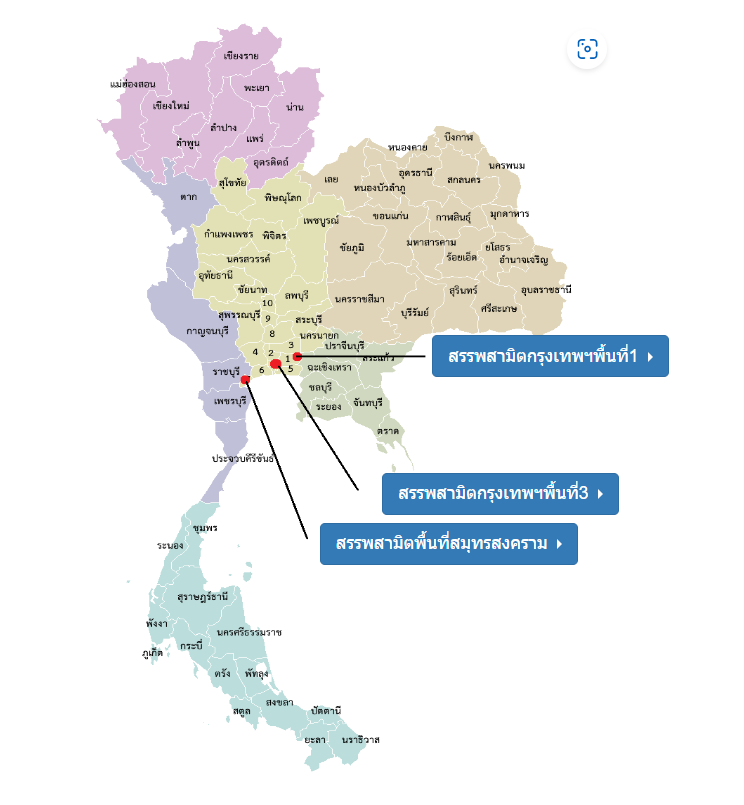 เชียงราย
แม่ฮ่องสอน
พะเยา
เชียงใหม่
น่าน
ลำปาง
แพร่
ลำพูน
อุตรดิตถ์
บึงกาฬ
หนองคาย
นครพนม
เลย
อุดรธานี
สกลนคร
หนองบัวลำภู
สุโขทัย
ตาก
พิษณุโลก
เพชรบูรณ์
ขอนแก่น
กาฬสินธุ์
มุกดาหาร
กำแพงเพชร
พิจิตร
ชัยภูมิ
มหาสารคาม
ยโสธร
ร้อยเอ็ด
อำนาจเจริญ
นครสวรรค์
อุทัยธานี
ชัยนาท
ลพบุรี
นครราชสีมา
สุรินทร์
อุบลราชธานี
10
สุพรรณบุรี
9
สระบุรี
บุรีรัมย์
ศรีสะเกษ
กาญจนบุรี
8
นครนายก
3
ปราจีนบุรี
4
2
1
สระแก้ว
สรรพสามิตกรุงเทพฯพื้นที่1
ราชบุรี
6
5
ฉะเชิงเทรา
ชลบุรี
เพชรบุรี
ระยอง
จันทบุรี
ตราด
ประจวบคีรีขันธ์
สรรพสามิตกรุงเทพฯพื้นที่3
ชุมพร
สรรพสามิตพื้นที่สมุทรสงคราม
ระนอง
สุราษฎร์ธานี
พังงา
นครศรีธรรมราช
ภูเก็ต
กระบี่
ตรัง
พัทลุง
สงขลา
สตูล
ปัตตานี
ยะลา
นราธิวาส